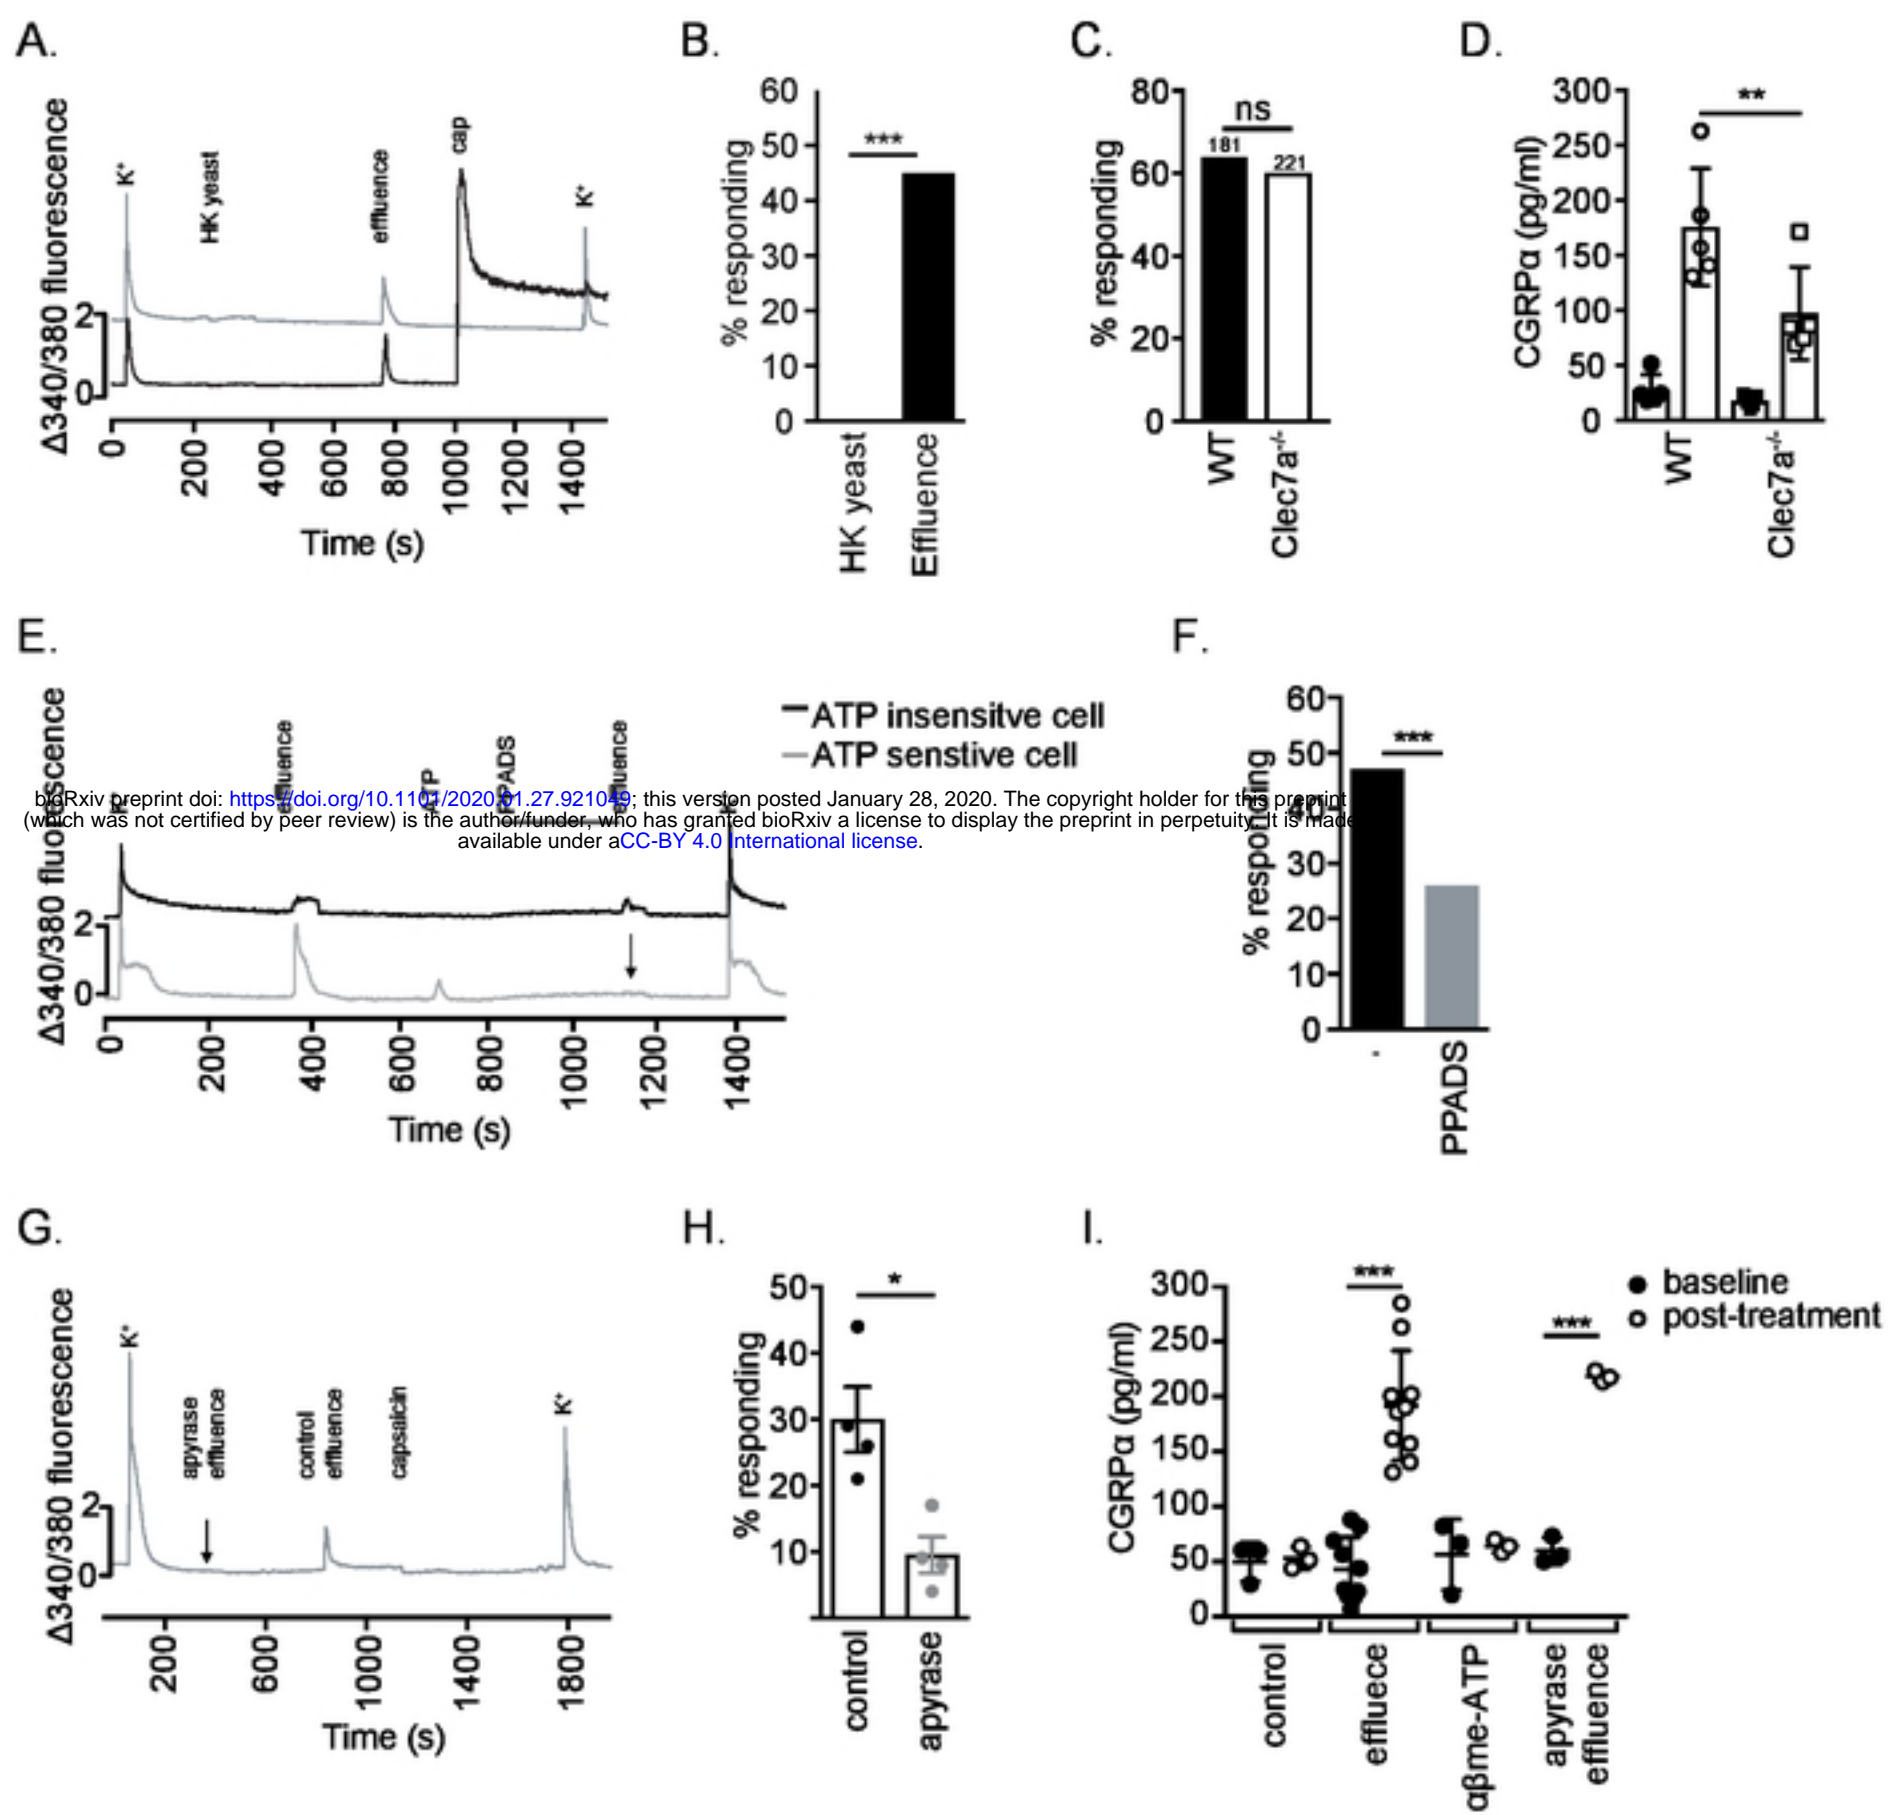 A.
Δ340/380 fluorescence
K⁺
HK yeast
effluence
cap
K⁺
2
0
0 200 400 600 800 1000 1200 1400
Time (s)
B.
% responding
60
50
40
30
20
10
0
***
HK yeast
Effluence
C.
% responding
80
60
40
20
0
ns
181
221
WT
Clec7a⁻/⁻
D.
CGRPα (pg/ml)
300
250
200
150
100
50
0
**
WT
Clec7a⁻/⁻
E.
Δ340/380 fluorescence
effluence
ATP
PPADS
effluence
ATP insensitve cell
ATP senstive cell
bioRxiv preprint doi: https://doi.org/10.1101/2020.01.27.921049; this version posted January 28, 2020. The copyright holder for this preprint
(which was not certified by peer review) is the author/funder, who has granted bioRxiv a license to display the preprint in perpetuity. It is made
available under aCC-BY 4.0 International license.
2
0
0 200 400 600 800 1000 1200 1400
Time (s)
F.
% responding
60
50
40
30
20
10
0
***
-
PPADS
G.
Δ340/380 fluorescence
K⁺
apyrase
effluence
control
effluence
capsaicin
K⁺
2
0
200 600 1000 1400 1800
Time (s)
H.
% responding
50
40
30
20
10
*
control
apyrase
I.
CGRPα (pg/ml)
300
250
200
150
100
50
0
***
***
baseline
post-treatment
control
effluece
αβme-ATP
apyrase
effluence